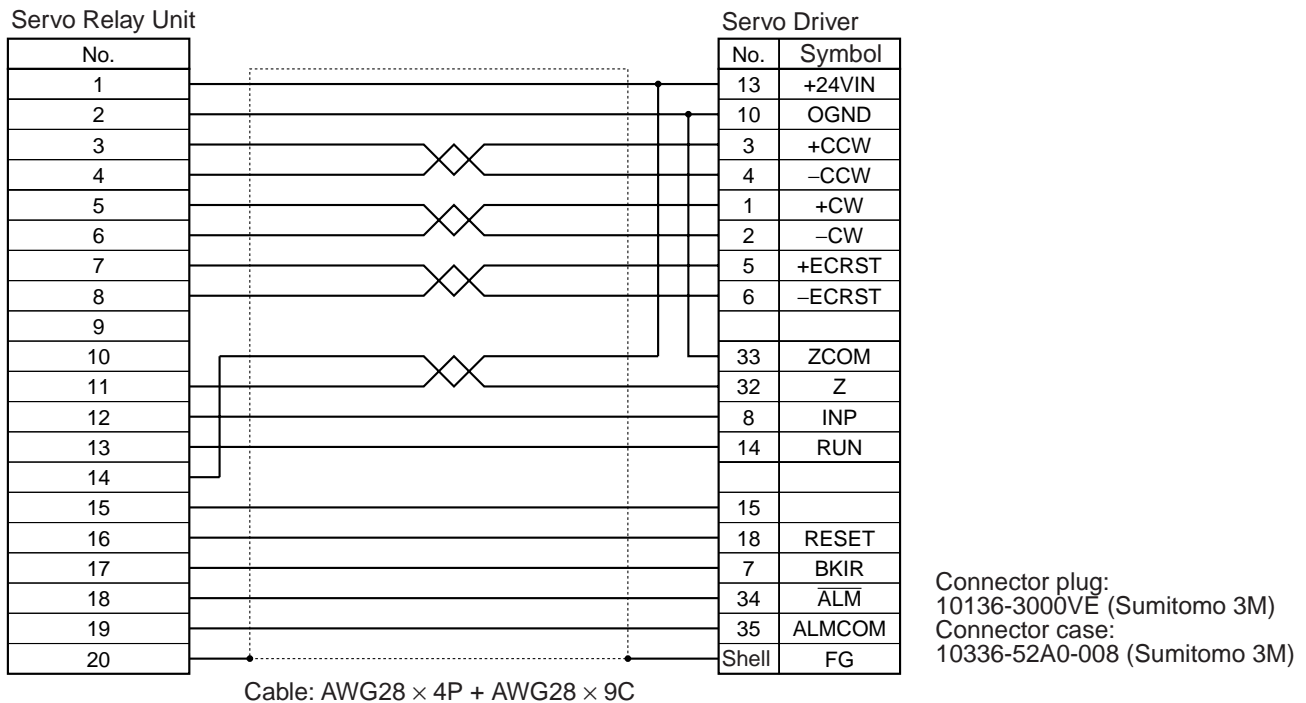 Servo Relay Unit Servo Driver
No. No. Symbol
1 13 +24VIN
2 10 OGND
3 3 +CCW
4 4 −CCW
5 1 +CW
6 2 −CW
7 5 +ECRST
8 6 −ECRST
9
10 33 ZCOM
11 32 Z
12 8 INP
13 14 RUN
14
15 15
16 18 RESET
17 7 BKIR
18 34 A̅L̅M̅
19 35 ALMCOM
20 Shell FG
Connector plug:
10136-3000VE (Sumitomo 3M)
Connector case:
10336-52A0-008 (Sumitomo 3M)
Cable: AWG28 × 4P + AWG28 × 9C